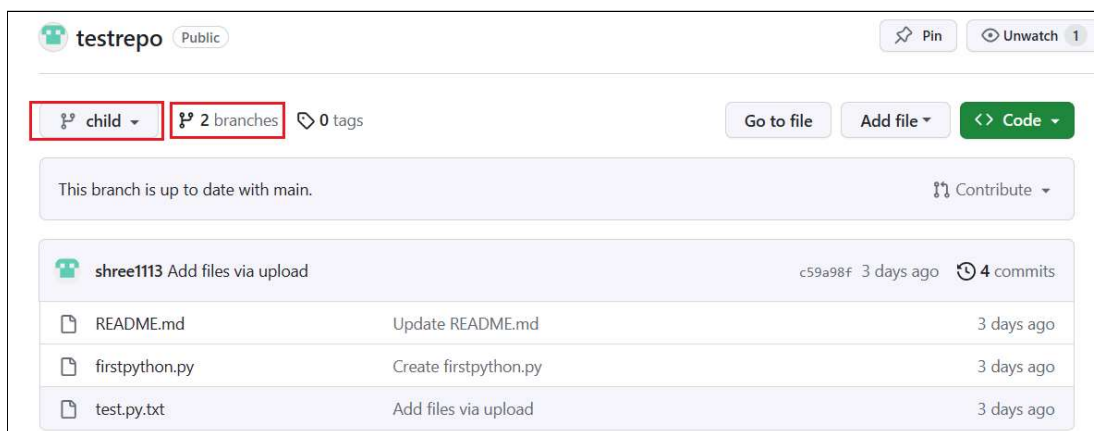 testrepo Public Pin Unwatch 1
child 2 branches 0 tags Go to file Add file <> Code
This branch is up to date with main. Contribute
shree1113 Add files via upload c59a98f 3 days ago 4 commits
README.md Update README.md 3 days ago
firstpython.py Create firstpython.py 3 days ago
test.py.txt Add files via upload 3 days ago